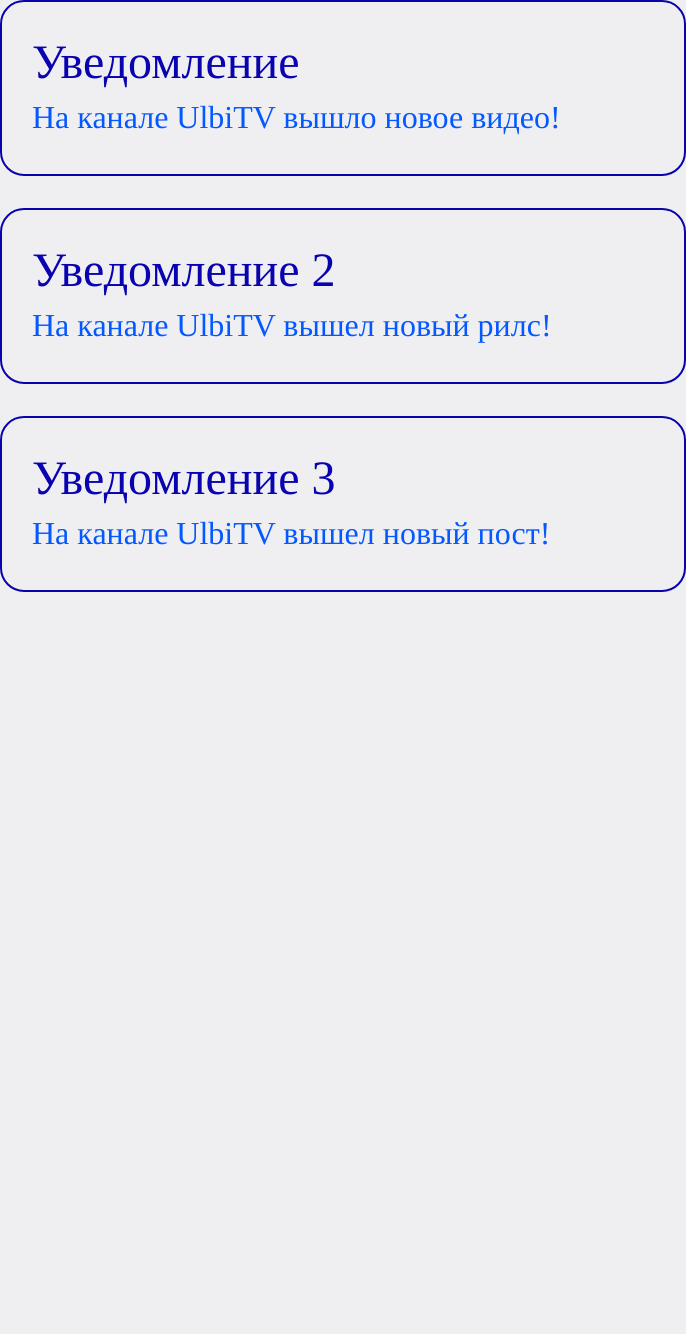 Уведомление
На канале UlbiTV вышло новое видео!
Уведомление 2
На канале UlbiTV вышел новый рилс!
Уведомление 3
На канале UlbiTV вышел новый пост!